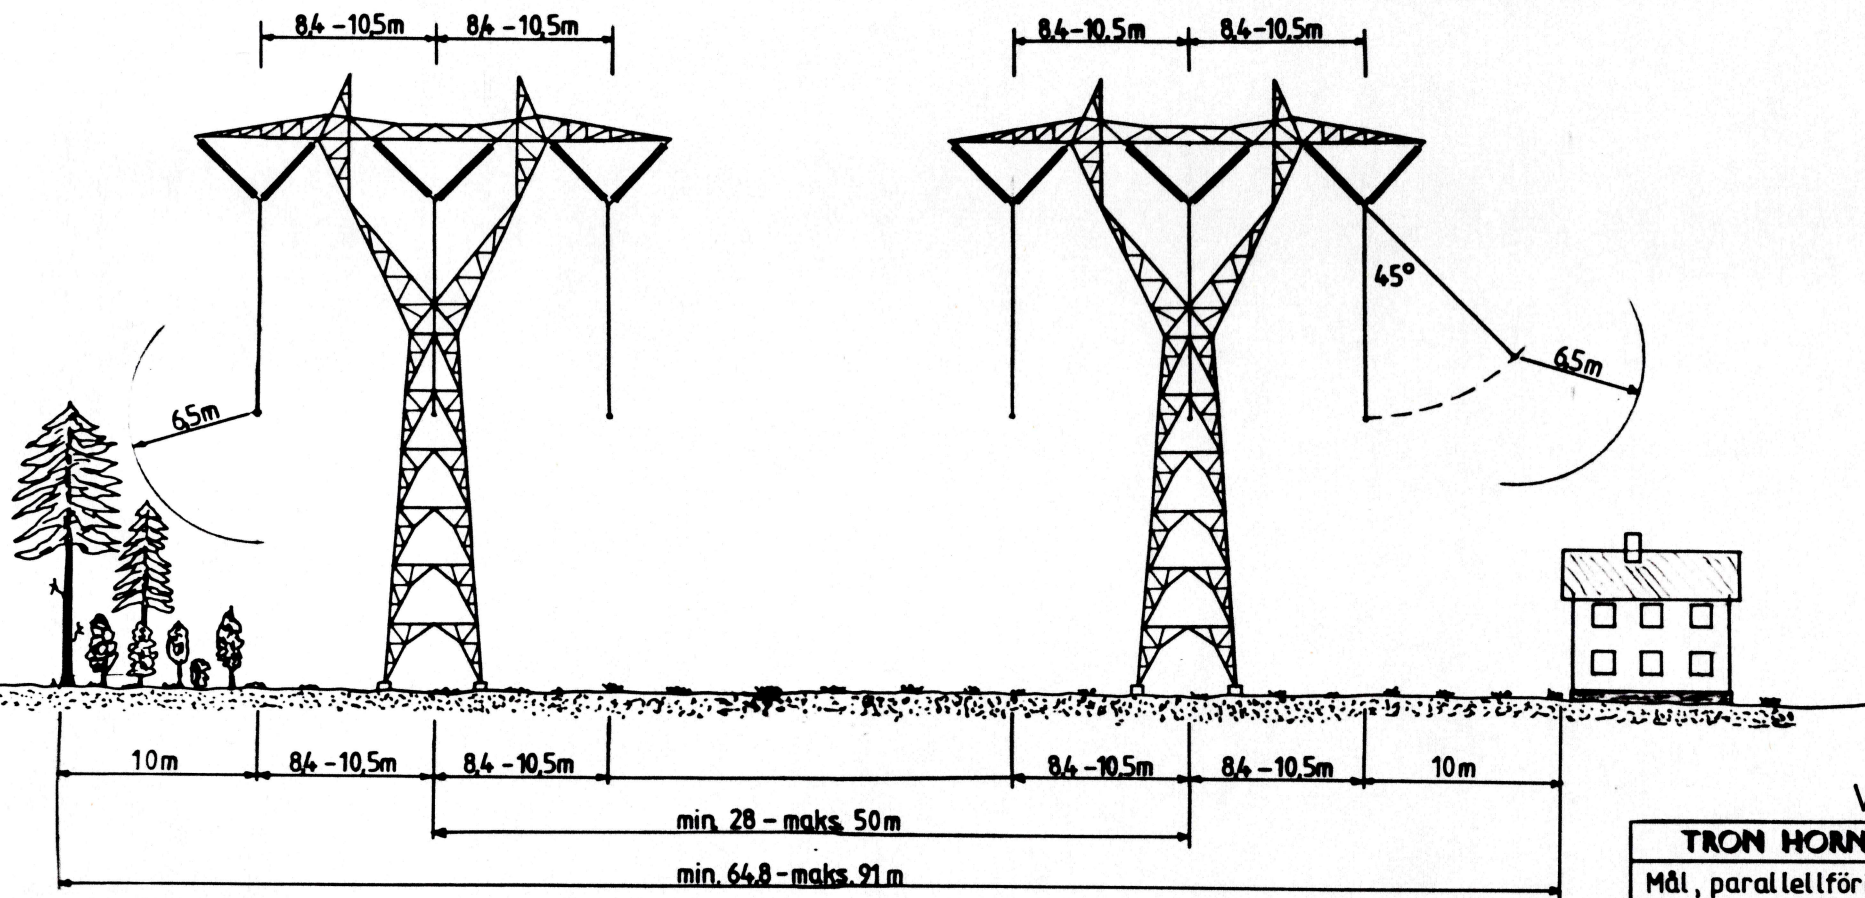 8,4 - 10,5m 8,4 - 10,5m 8,4 - 10,5m 8,4 - 10,5m
45°
6,5m
6,5m
10m 8,4 - 10,5m 8,4 - 10,5m 8,4 - 10,5m 8,4 - 10,5m 10m
min. 28 - maks. 50m
min. 64,8 - maks. 91m
TRON HORN
Mål, parallellför